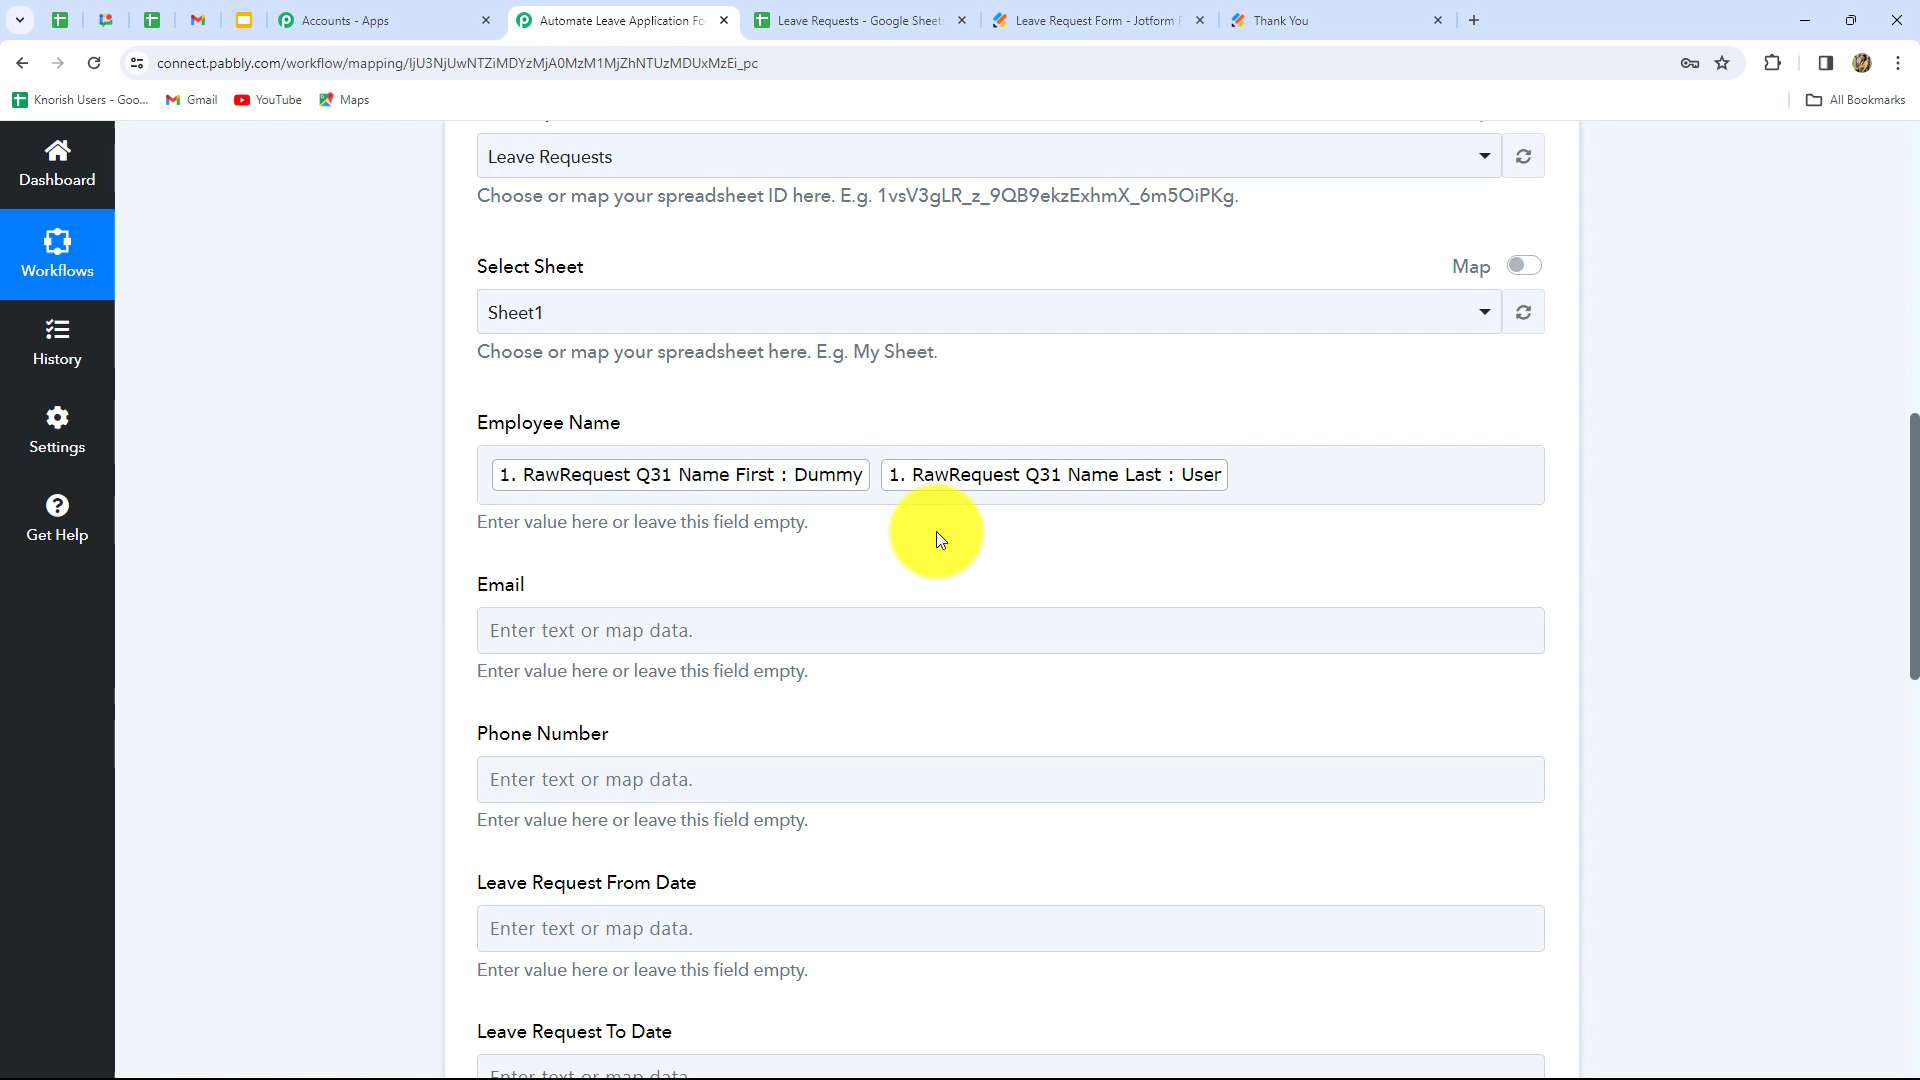 Accounts - Apps
Automate Leave Application Fo
Leave Requests - Google Sheets
Leave Request Form - Jotform F
Thank You
connect.pabbly.com/workflow/mapping/IjU3NjUwNTZiMDYzMjA0MzM1MjZhNTUzMDUxMzEi_pc
Knorish Users - Goo...
Gmail
YouTube
Maps
All Bookmarks
Dashboard
Workflows
History
Settings
Get Help
Leave Requests
Choose or map your spreadsheet ID here. E.g. 1vsV3gLR_z_9QB9ekzExhmX_6m5OiPKg.
Select Sheet
Map
Sheet1
Choose or map your spreadsheet here. E.g. My Sheet.
Employee Name
1. RawRequest Q31 Name First : Dummy
1. RawRequest Q31 Name Last : User
Enter value here or leave this field empty.
Email
Enter text or map data.
Enter value here or leave this field empty.
Phone Number
Enter text or map data.
Enter value here or leave this field empty.
Leave Request From Date
Enter text or map data.
Enter value here or leave this field empty.
Leave Request To Date
Enter text or map data.